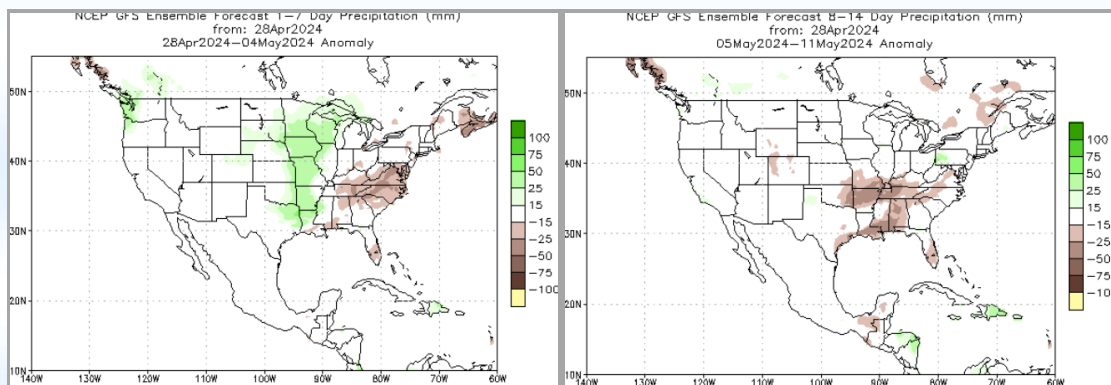 NCEP GFS Ensemble Forecast 1-7 Day Precipitation (mm)
from: 28Apr2024
28Apr2024-04May2024 Anomaly
50N
40N
30N
20N
10N
140W 130W 120W 110W 100W 90W 80W 70W 60W
100
75
50
25
15
-15
-25
-50
-75
-100
NCEP GFS Ensemble Forecast 8-14 Day Precipitation (mm)
from: 28Apr2024
05May2024-11May2024 Anomaly
50N
40N
30N
20N
10N
140W 130W 120W 110W 100W 90W 80W 70W 60W
100
75
50
25
15
-15
-25
-50
-75
-100